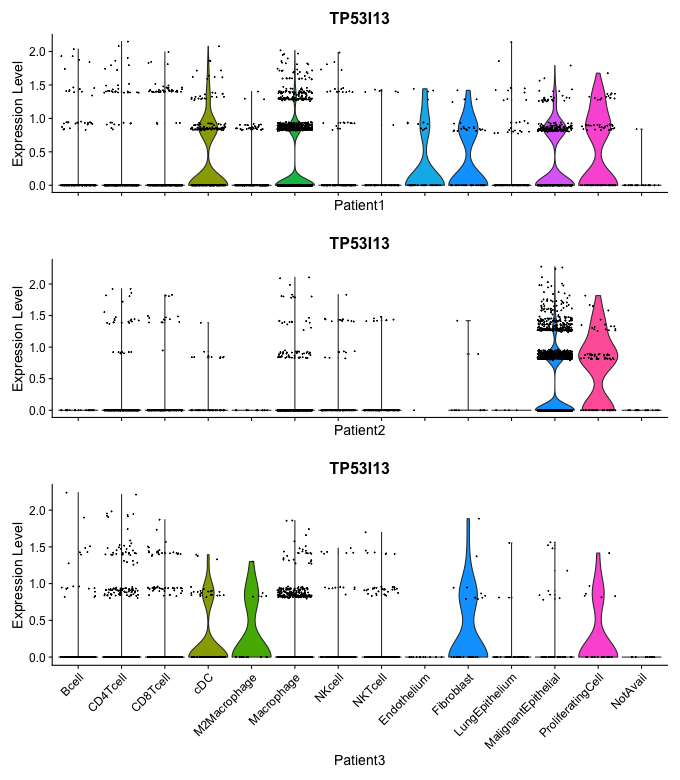 TP53I13
Expression Level
2.0
1.5
1.0
0.5
0.0
Patient1
TP53I13
Expression Level
2.0
1.5
1.0
0.5
0.0
Patient2
TP53I13
Expression Level
2.0
1.5
1.0
0.5
0.0
Bcell
CD4Tcell
CD8Tcell
cDC
M2Macrophage
Macrophage
NKcell
NKTcell
Endothelium
Fibroblast
LungEpithelium
MalignantEpithelial
ProliferatingCell
NotAvail
Patient3